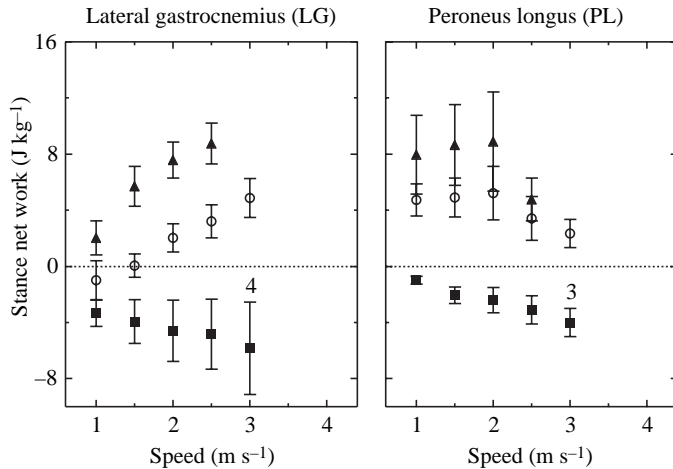 Lateral gastrocnemius (LG)
Peroneus longus (PL)
Stance net work (J kg⁻¹)
16
8
0
–8
4
3
1
2
3
4
1
2
3
4
Speed (m s⁻¹)
Speed (m s⁻¹)